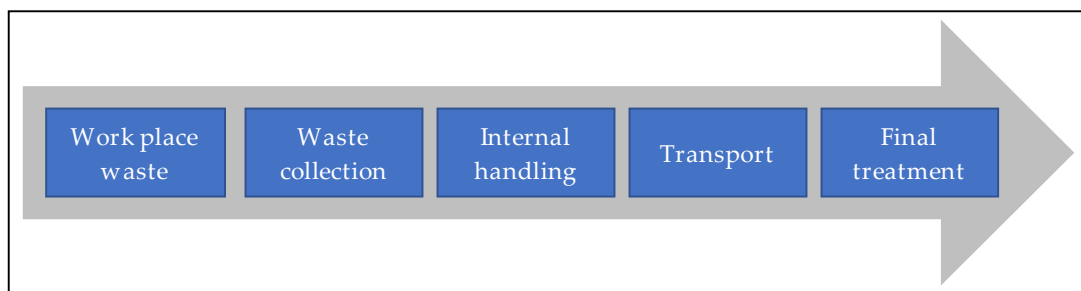 Work place
waste
Waste
collection
Internal
handling
Transport
Final
treatment